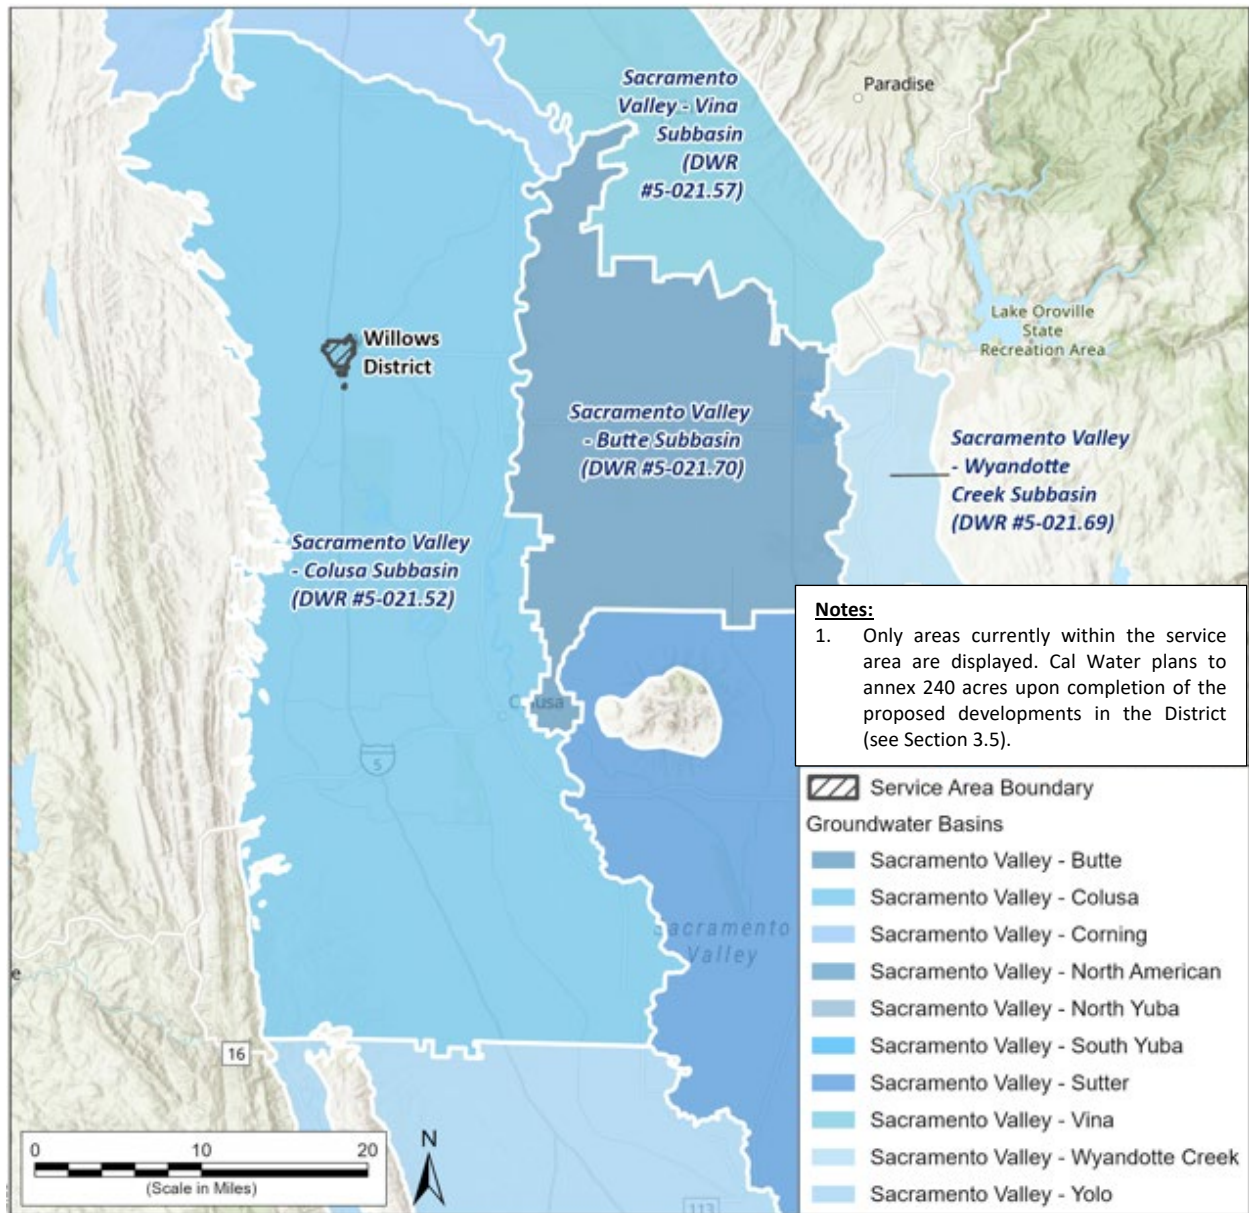 Sacramento
Valley - Vina
Subbasin
(DWR
#5-021.57)
Paradise
Lake Oroville
State
Recreation Area
Willows
District
Sacramento Valley
- Butte Subbasin
(DWR #5-021.70)
Sacramento Valley
- Wyandotte
Creek Subbasin
(DWR #5-021.69)
Sacramento Valley
- Colusa Subbasin
(DWR #5-021.52)
Notes:
1. Only areas currently within the service
area are displayed. Cal Water plans to
annex 240 acres upon completion of the
proposed developments in the District
(see Section 3.5).
Colusa
5
Service Area Boundary
Groundwater Basins
Sacramento Valley - Butte
Sacramento Valley - Colusa
Sacramento Valley - Corning
Sacramento Valley - North American
Sacramento Valley - North Yuba
Sacramento Valley - South Yuba
Sacramento Valley - Sutter
Sacramento Valley - Vina
Sacramento Valley - Wyandotte Creek
Sacramento Valley - Yolo
Sacramento
Valley
e
16
0 10 20
(Scale in Miles)
N
113